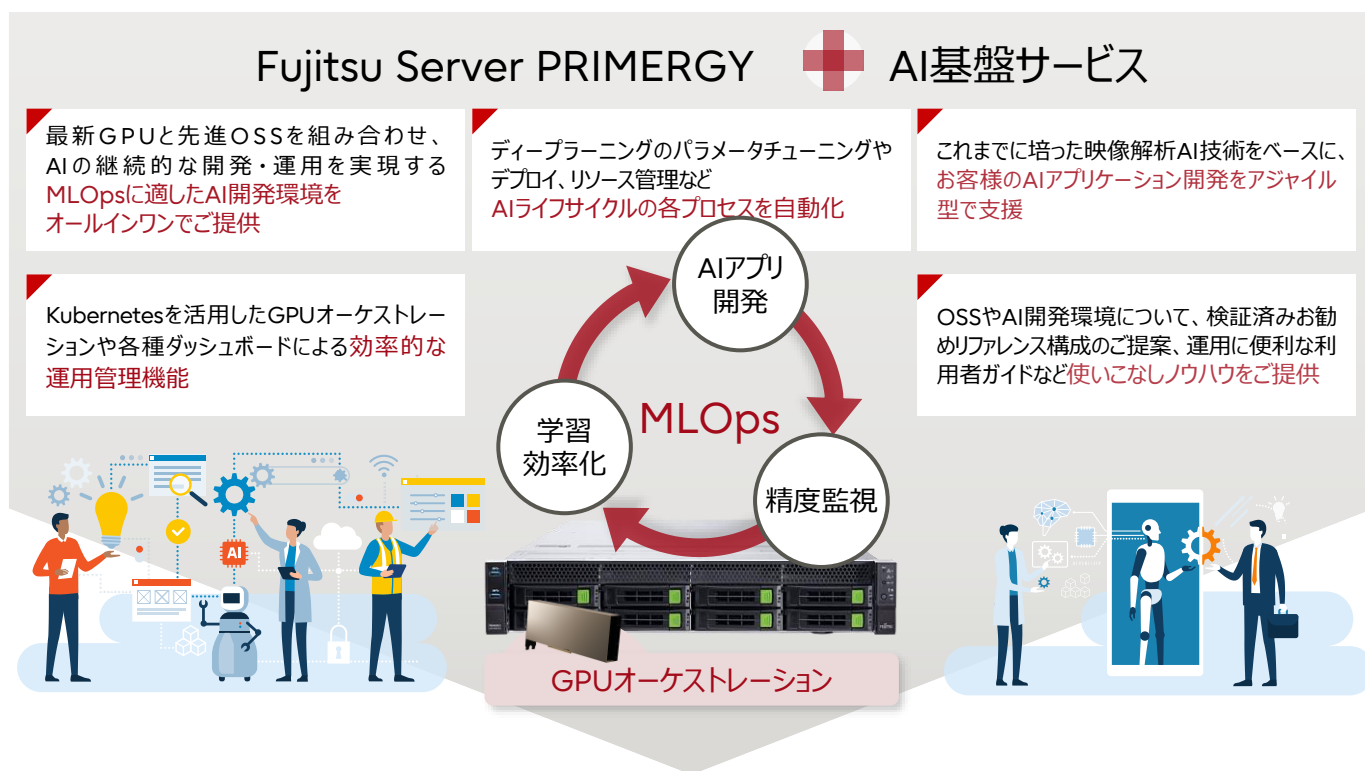 Fujitsu Server PRIMERGY AI基盤サービス
最新GPUと先進OSSを組み合わせ、
AIの継続的な開発・運用を実現する
MLOpsに適したAI開発環境を
オールインワンでご提供
ディープラーニングのパラメータチューニングや
デプロイ、リソース管理など
AIライフサイクルの各プロセスを自動化
これまでに培った映像解析AI技術をベースに、
お客様のAIアプリケーション開発をアジャイル
型で支援
Kubernetesを活用したGPUオーケストレー
ションや各種ダッシュボードによる効率的な
運用管理機能
OSSやAI開発環境について、検証済みお勧
めリファレンス構成のご提案、運用に便利な利
用者ガイドなど使いこなしノウハウをご提供
AIアプリ
開発
MLOps
学習
効率化
精度監視
AI
GPUオーケストレーション